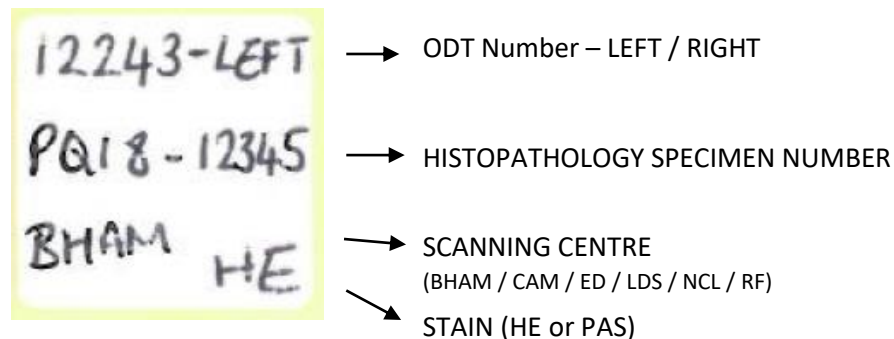 12243-LEFT
ODT Number – LEFT / RIGHT
PQ18-12345
HISTOPATHOLOGY SPECIMEN NUMBER
BHAM
SCANNING CENTRE
(BHAM / CAM / ED / LDS / NCL / RF)
HE
STAIN (HE or PAS)